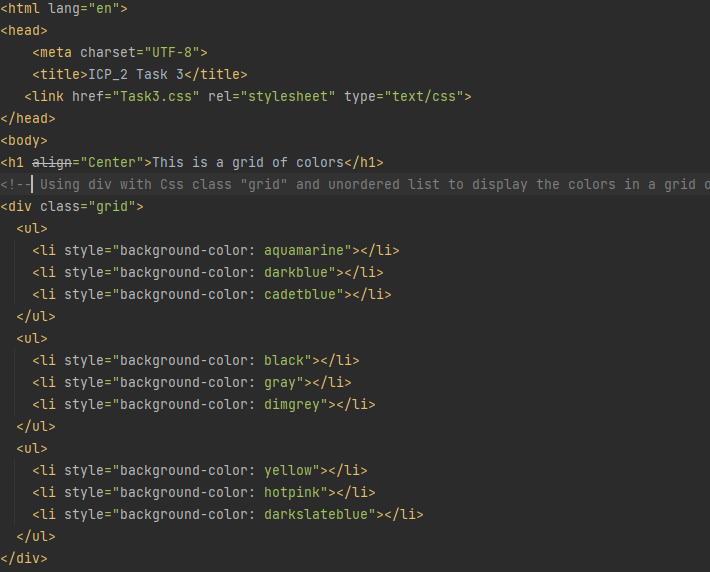 <html lang="en">
<head>
    <meta charset="UTF-8">
    <title>ICP_2 Task 3</title>
   <link href="Task3.css" rel="stylesheet" type="text/css">
</head>
<body>
<h1 align="Center">This is a grid of colors</h1>
<!-- Using div with Css class "grid" and unordered list to display the colors in a grid
<div class="grid">
  <ul>
    <li style="background-color: aquamarine"></li>
    <li style="background-color: darkblue"></li>
    <li style="background-color: cadetblue"></li>
  </ul>
  <ul>
    <li style="background-color: black"></li>
    <li style="background-color: gray"></li>
    <li style="background-color: dimgrey"></li>
  </ul>
  <ul>
    <li style="background-color: yellow"></li>
    <li style="background-color: hotpink"></li>
    <li style="background-color: darkslateblue"></li>
  </ul>
</div>